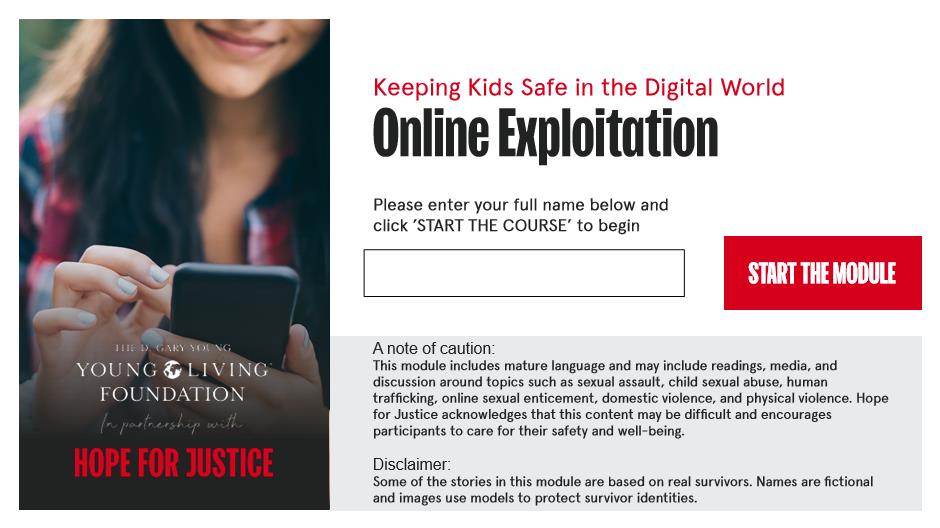 Keeping Kids Safe in the Digital World
Online Exploitation
Please enter your full name below and
click ‘START THE COURSE’ to begin
START THE MODULE
THE D. GARY YOUNG
YOUNG LIVING
FOUNDATION
In partnership with
HOPE FOR JUSTICE
A note of caution:
This module includes mature language and may include readings, media, and
discussion around topics such as sexual assault, child sexual abuse, human
trafficking, online sexual enticement, domestic violence, and physical violence. Hope
for Justice acknowledges that this content may be difficult and encourages
participants to care for their safety and well-being.
Disclaimer:
Some of the stories in this module are based on real survivors. Names are fictional
and images use models to protect survivor identities.